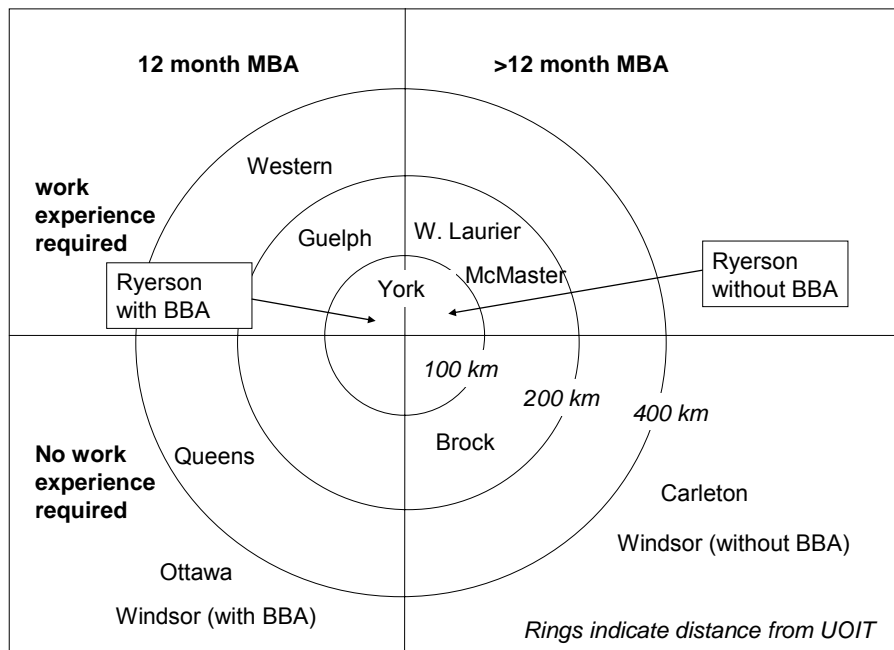 12 month MBA
>12 month MBA
Western
work
experience
required
Guelph
W. Laurier
McMaster
Ryerson
with BBA
York
Ryerson
without BBA
100 km
200 km
400 km
No work
experience
required
Queens
Brock
Carleton
Windsor (without BBA)
Ottawa
Windsor (with BBA)
Rings indicate distance from UOIT